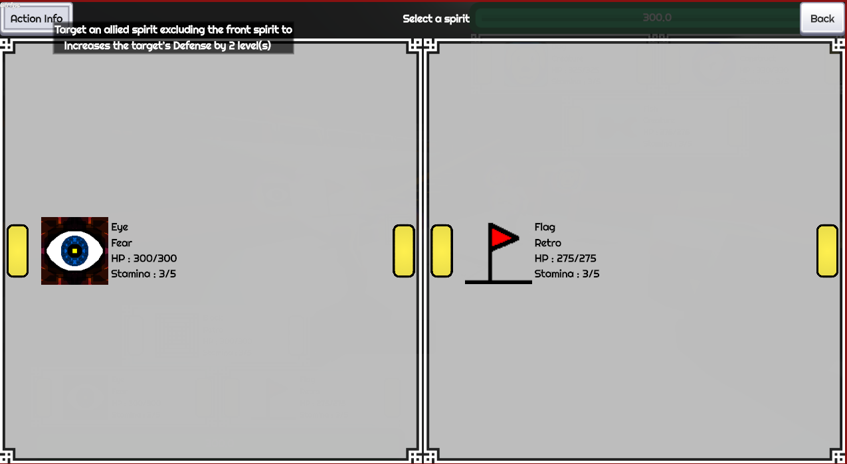 Action Info
Select a spirit
300.0
Back
Target an allied spirit excluding the front spirit to
Increases the target's Defense by 2 level(s)
Eye
Fear
HP : 300/300
Stamina : 3/5
Flag
Retro
HP : 275/275
Stamina : 3/5